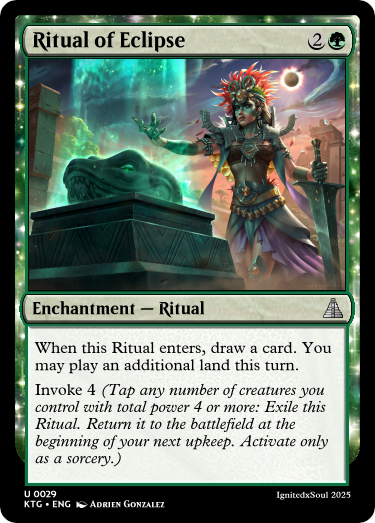 Ritual of Eclipse 2
Enchantment — Ritual
When this Ritual enters, draw a card. You
may play an additional land this turn.
Invoke 4 (Tap any number of creatures you
control with total power 4 or more: Exile this
Ritual. Return it to the battlefield at the
beginning of your next upkeep. Activate only
as a sorcery.)
U 0029
KTG • ENG Adrien Gonzalez
IgnitedxSoul 2025